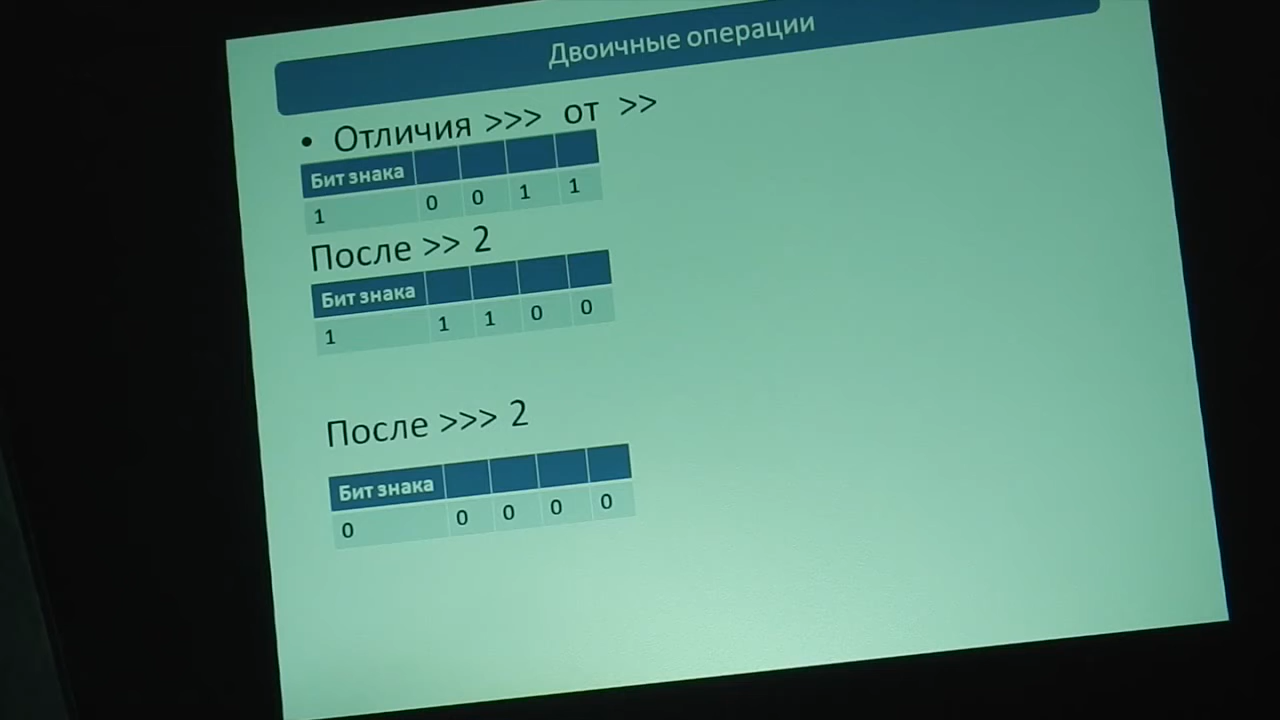 Двоичные операции
• Отличия >>> от >>
Бит знака
1 0 0 1 1
После >> 2
Бит знака
1 1 1 0 0
После >>> 2
Бит знака
0 0 0 0 0